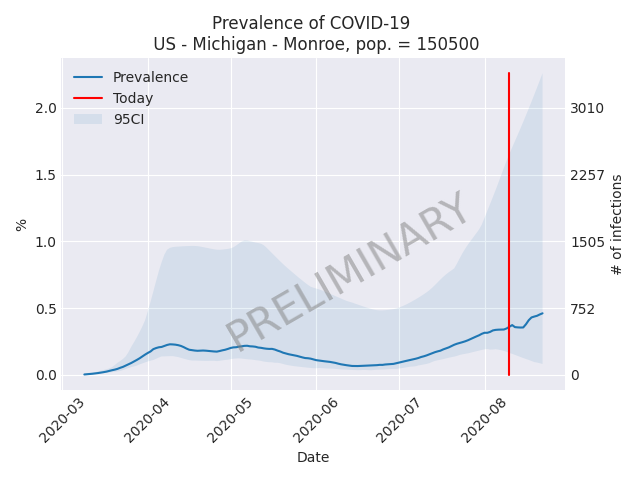 Prevalence of COVID-19
US - Michigan - Monroe, pop. = 150500
Prevalence
Today
95CI
2.0
1.5
1.0
0.5
0.0
%
3010
2257
1505
752
0
# of infections
PRELIMINARY
2020-03
2020-04
2020-05
2020-06
2020-07
2020-08
Date